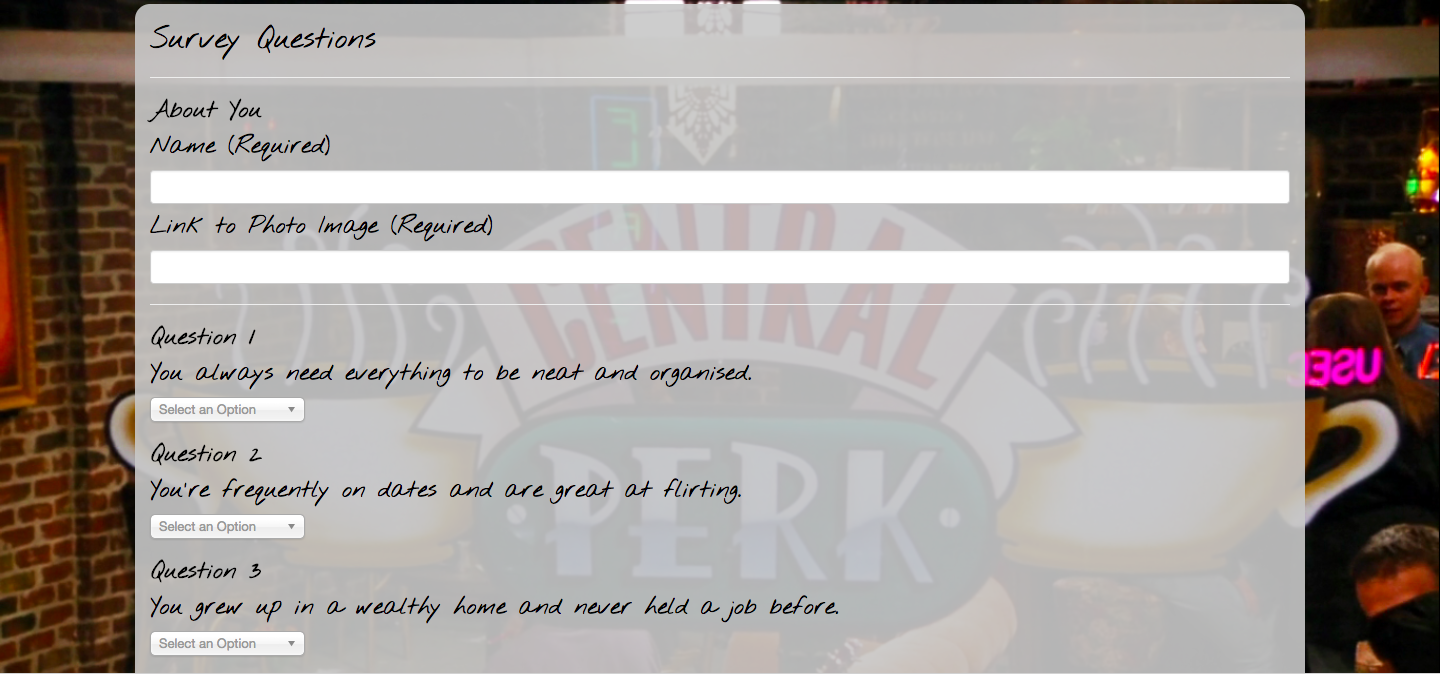 Survey Questions
About You
Name (Required)
Link to Photo Image (Required)
CENTRAL
PERK
Question 1
You always need everything to be neat and organised.
Select an Option
Question 2
You're frequently on dates and are great at flirting.
Select an Option
Question 3
You grew up in a wealthy home and never held a job before.
Select an Option